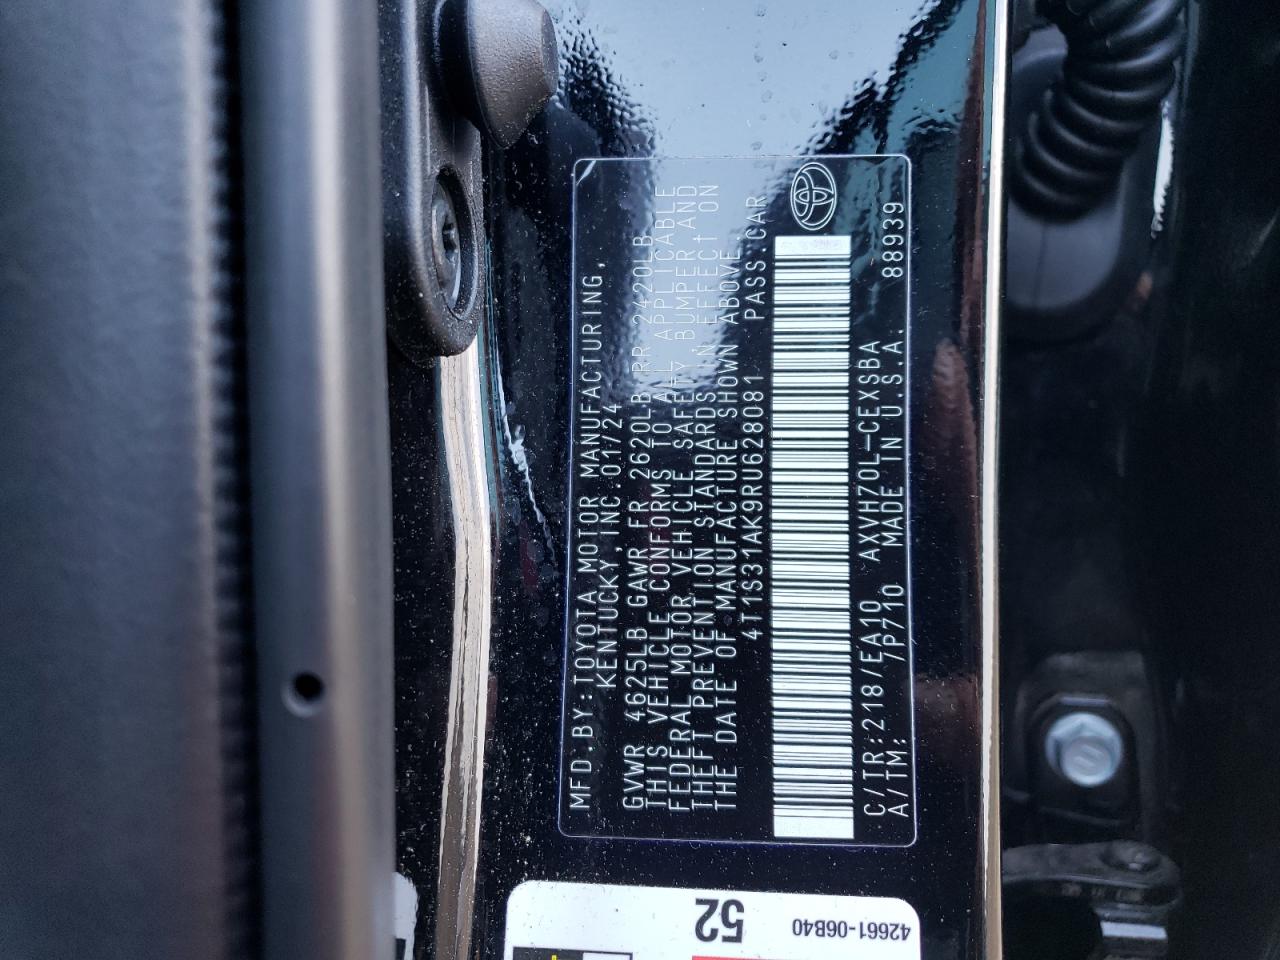 MFD.BY:TOYOTA MOTOR MANUFACTURING,
KENTUCKY,INC.01/24
GVWR 4625LB GAWR FR 2620LB RR 2420LB
THIS VEHICLE CONFORMS TO ALL APPLICABLE
FEDERAL MOTOR VEHICLE SAFETY, BUMPER AND
THEFT PREVENTION STANDARDS IN EFFECT ON
THE DATE OF MANUFACTURE SHOWN ABOVE.
4T1S31AK9RU628081 PASS.CAR
C/TR:218/EA10 AXVH70L-CEXSBA
A/TM: /P710 MADE IN U.S.A. 88939
52
42661-06B40